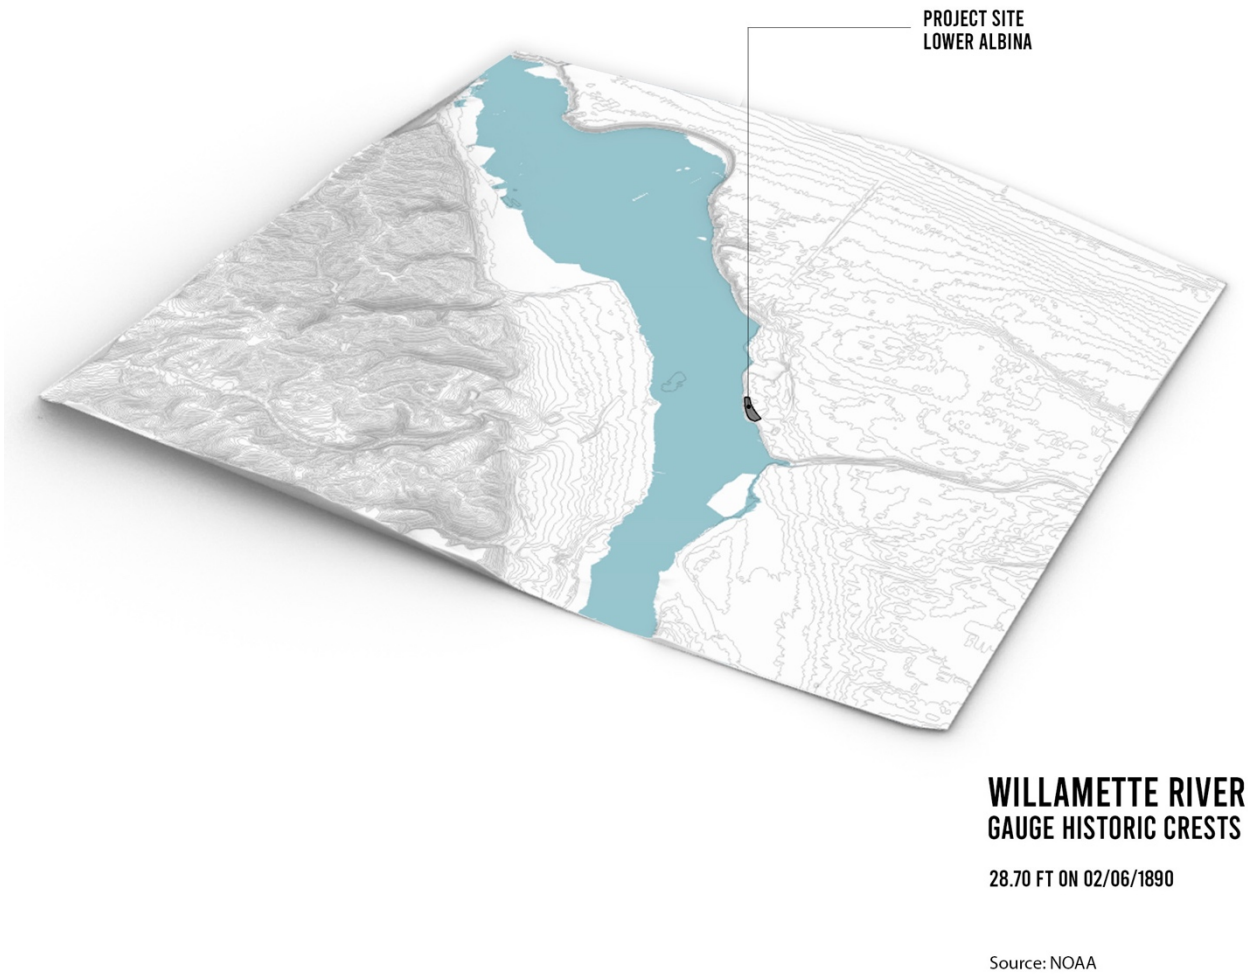 PROJECT SITE
LOWER ALBINA
WILLAMETTE RIVER
GAUGE HISTORIC CRESTS
28.70 FT ON 02/06/1890
Source: NOAA